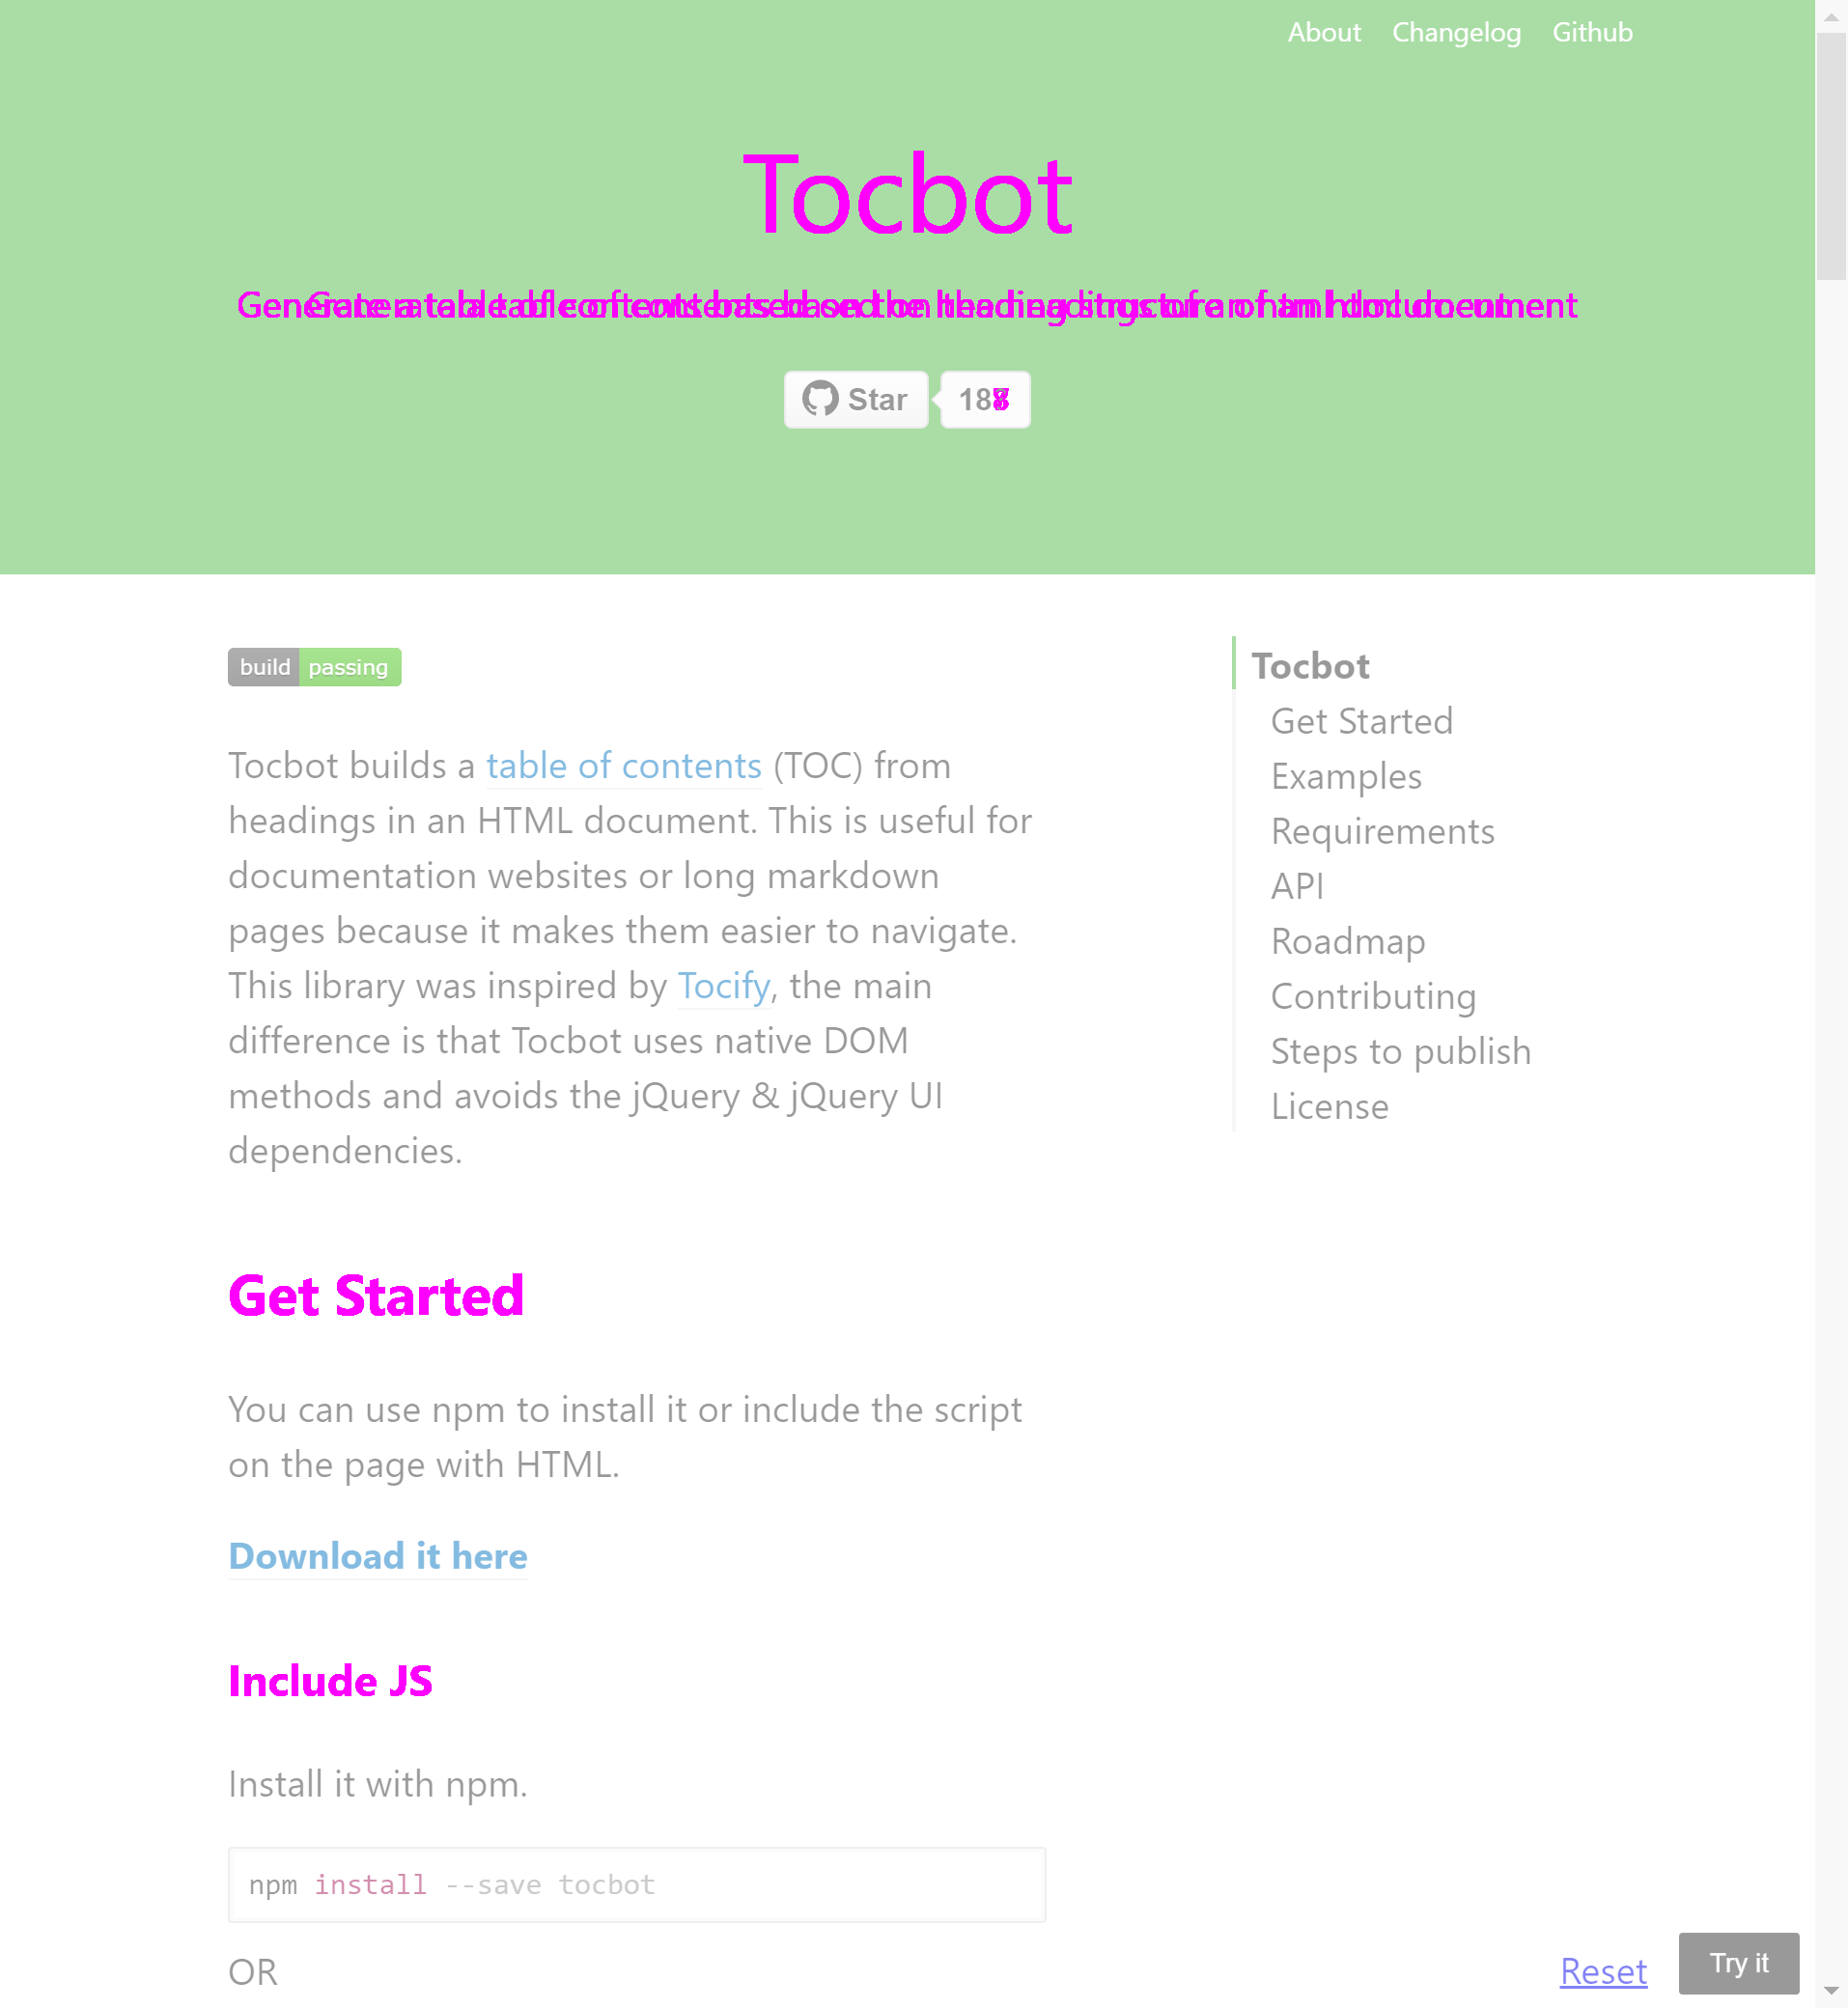 About Changelog Github
Tocbot
Star
build passing
Tocbot builds a table of contents (TOC) from
headings in an HTML document. This is useful for
documentation websites or long markdown
pages because it makes them easier to navigate.
This library was inspired by Tocify, the main
difference is that Tocbot uses native DOM
methods and avoids the jQuery & jQuery UI
dependencies.
Tocbot
Get Started
Examples
Requirements
API
Roadmap
Contributing
Steps to publish
License
Get Started
You can use npm to install it or include the script
on the page with HTML.
Download it here
Include JS
Install it with npm.
npm install --save tocbot
OR
Reset
Try it